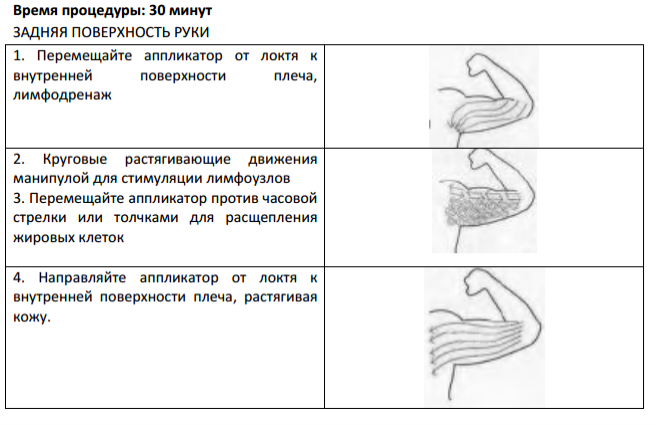 Время процедуры: 30 минут
ЗАДНЯЯ ПОВЕРХНОСТЬ РУКИ
1. Перемещайте аппликатор от локтя к
внутренней поверхности плеча,
лимфодренаж
2. Круговые растягивающие движения
манипулой для стимуляции лимфоузлов
3. Перемещайте аппликатор против часовой
стрелки или толчками для расщепления
жировых клеток
4. Направляйте аппликатор от локтя к
внутренней поверхности плеча, растягивая
кожу.